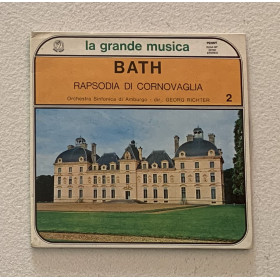 la grande musica
BATH
RAPSODIA DI CORNOVAGLIA
Orchestra Sinfonica di Amburgo - dir. GEORG RICHTER
2